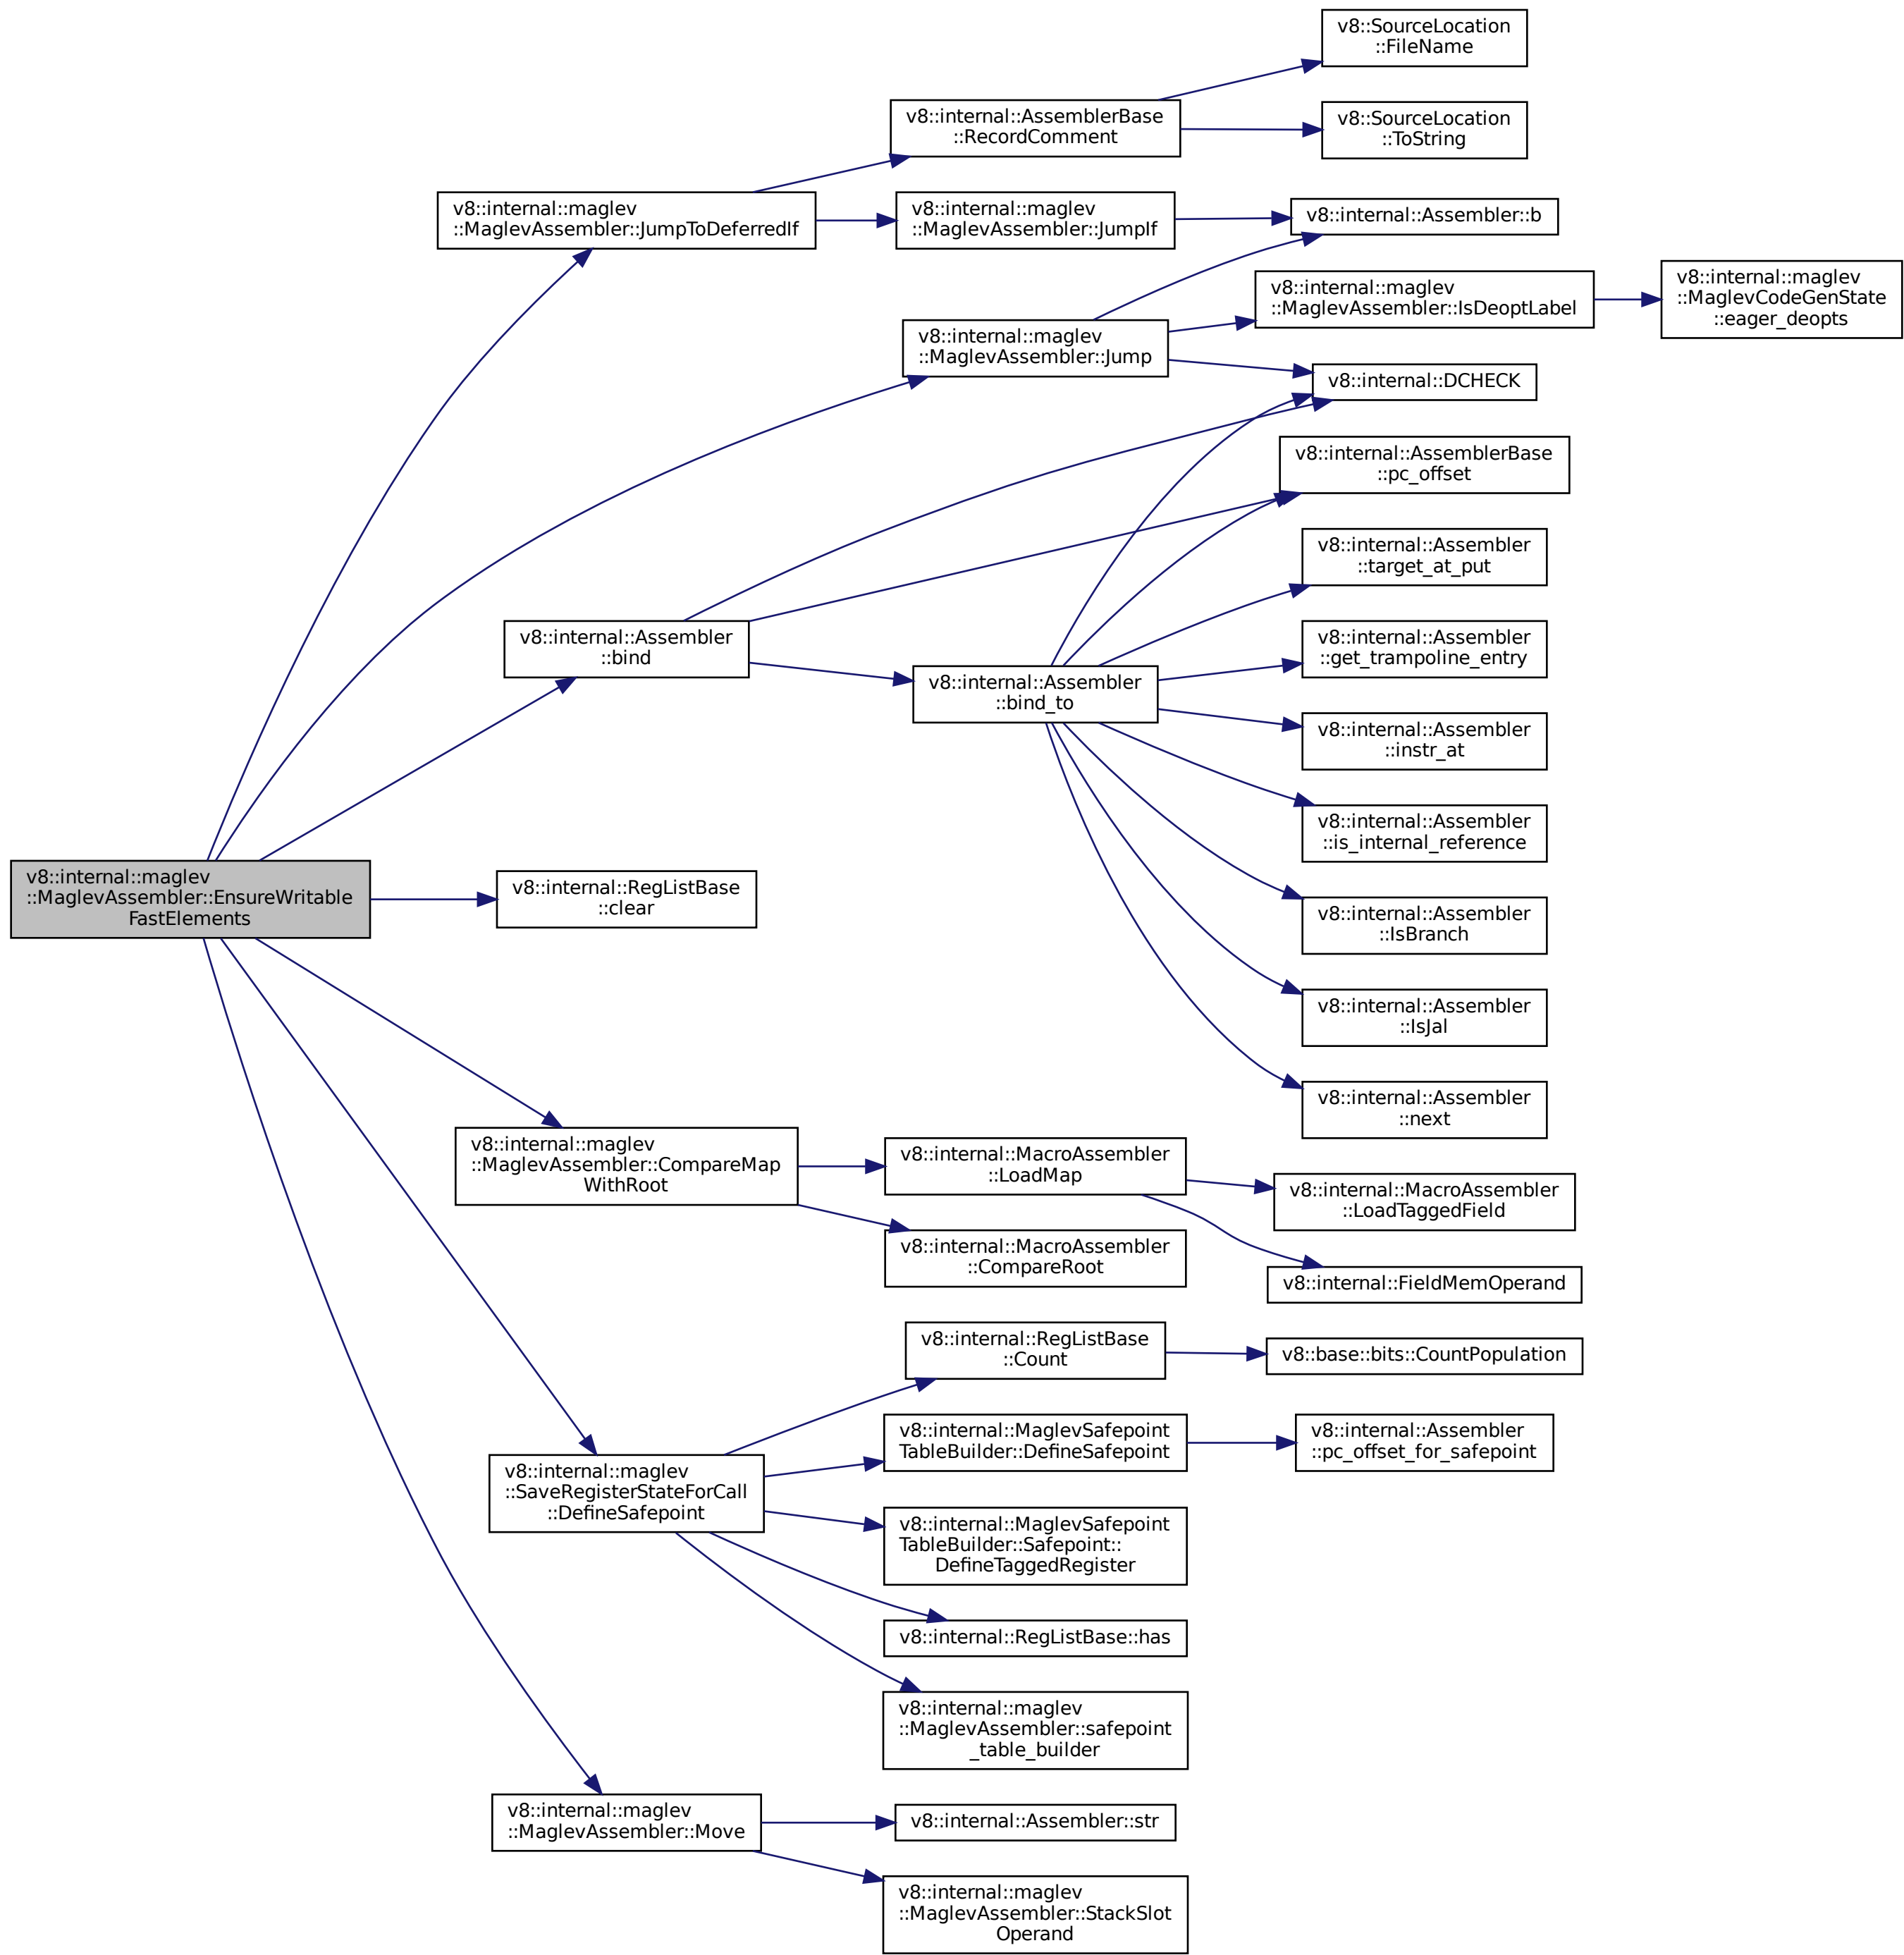 v8::SourceLocation
::FileName
v8::internal::AssemblerBase
::RecordComment
v8::SourceLocation
::ToString
v8::internal::maglev
::MaglevAssembler::JumpToDeferredIf
v8::internal::maglev
::MaglevAssembler::JumpIf
v8::internal::Assembler::b
v8::internal::maglev
::MaglevAssembler::IsDeoptLabel
v8::internal::maglev
::MaglevCodeGenState
::eager_deopts
v8::internal::maglev
::MaglevAssembler::Jump
v8::internal::DCHECK
v8::internal::AssemblerBase
::pc_offset
v8::internal::Assembler
::target_at_put
v8::internal::Assembler
::bind
v8::internal::Assembler
::get_trampoline_entry
v8::internal::Assembler
::bind_to
v8::internal::Assembler
::instr_at
v8::internal::Assembler
::is_internal_reference
v8::internal::maglev
::MaglevAssembler::EnsureWritable
FastElements
v8::internal::RegListBase
::clear
v8::internal::Assembler
::IsBranch
v8::internal::Assembler
::IsJal
v8::internal::Assembler
::next
v8::internal::maglev
::MaglevAssembler::CompareMap
WithRoot
v8::internal::MacroAssembler
::LoadMap
v8::internal::MacroAssembler
::LoadTaggedField
v8::internal::MacroAssembler
::CompareRoot
v8::internal::FieldMemOperand
v8::internal::RegListBase
::Count
v8::base::bits::CountPopulation
v8::internal::MaglevSafepoint
TableBuilder::DefineSafepoint
v8::internal::Assembler
::pc_offset_for_safepoint
v8::internal::maglev
::SaveRegisterStateForCall
::DefineSafepoint
v8::internal::MaglevSafepoint
TableBuilder::Safepoint::
DefineTaggedRegister
v8::internal::RegListBase::has
v8::internal::maglev
::MaglevAssembler::safepoint
_table_builder
v8::internal::maglev
::MaglevAssembler::Move
v8::internal::Assembler::str
v8::internal::maglev
::MaglevAssembler::StackSlot
Operand